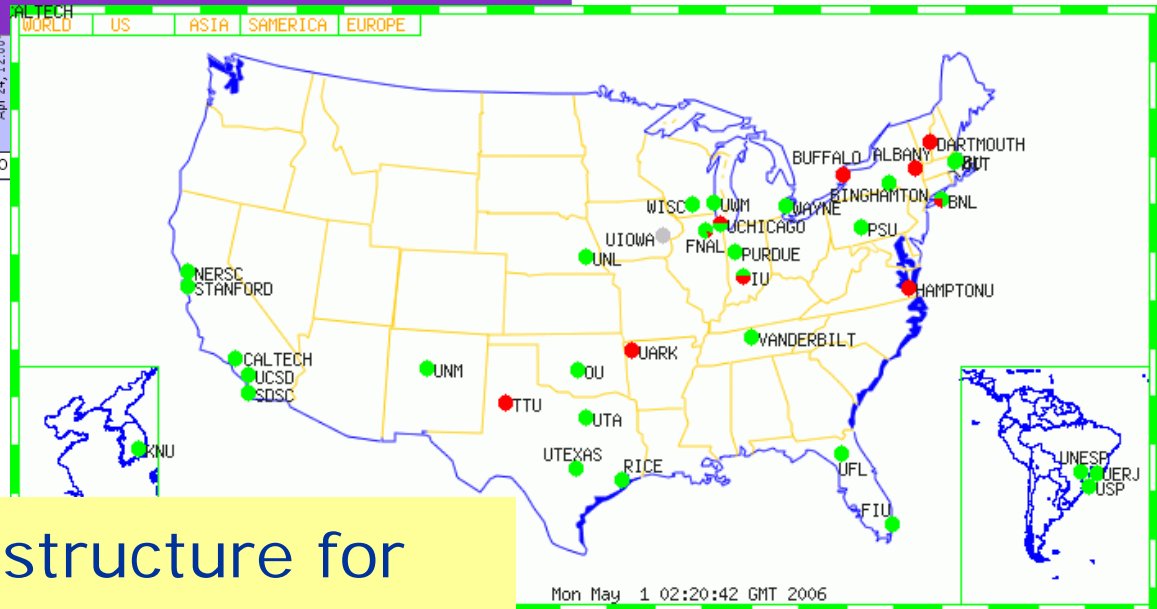 CALTECH
WORLD US ASIA SAMERICA EUROPE
DARTMOUTH
BUFFALO ALBANY
BINGHAMTON
BNL
WISC UWM WAYNE
UCHICAGO
UIOWA FNAL PSU
UNL PURDUE
IU
NERSC
STANFORD
HAMPTONU
VANDERBILT
CALTECH UARK
UCSD UNM OU
SDSC
TTU
UTA
KNU UTEXAS RICE
UFL UNESP
UERJ
USP
FIU
structure for
Mon May 1 02:20:42 GMT 2006